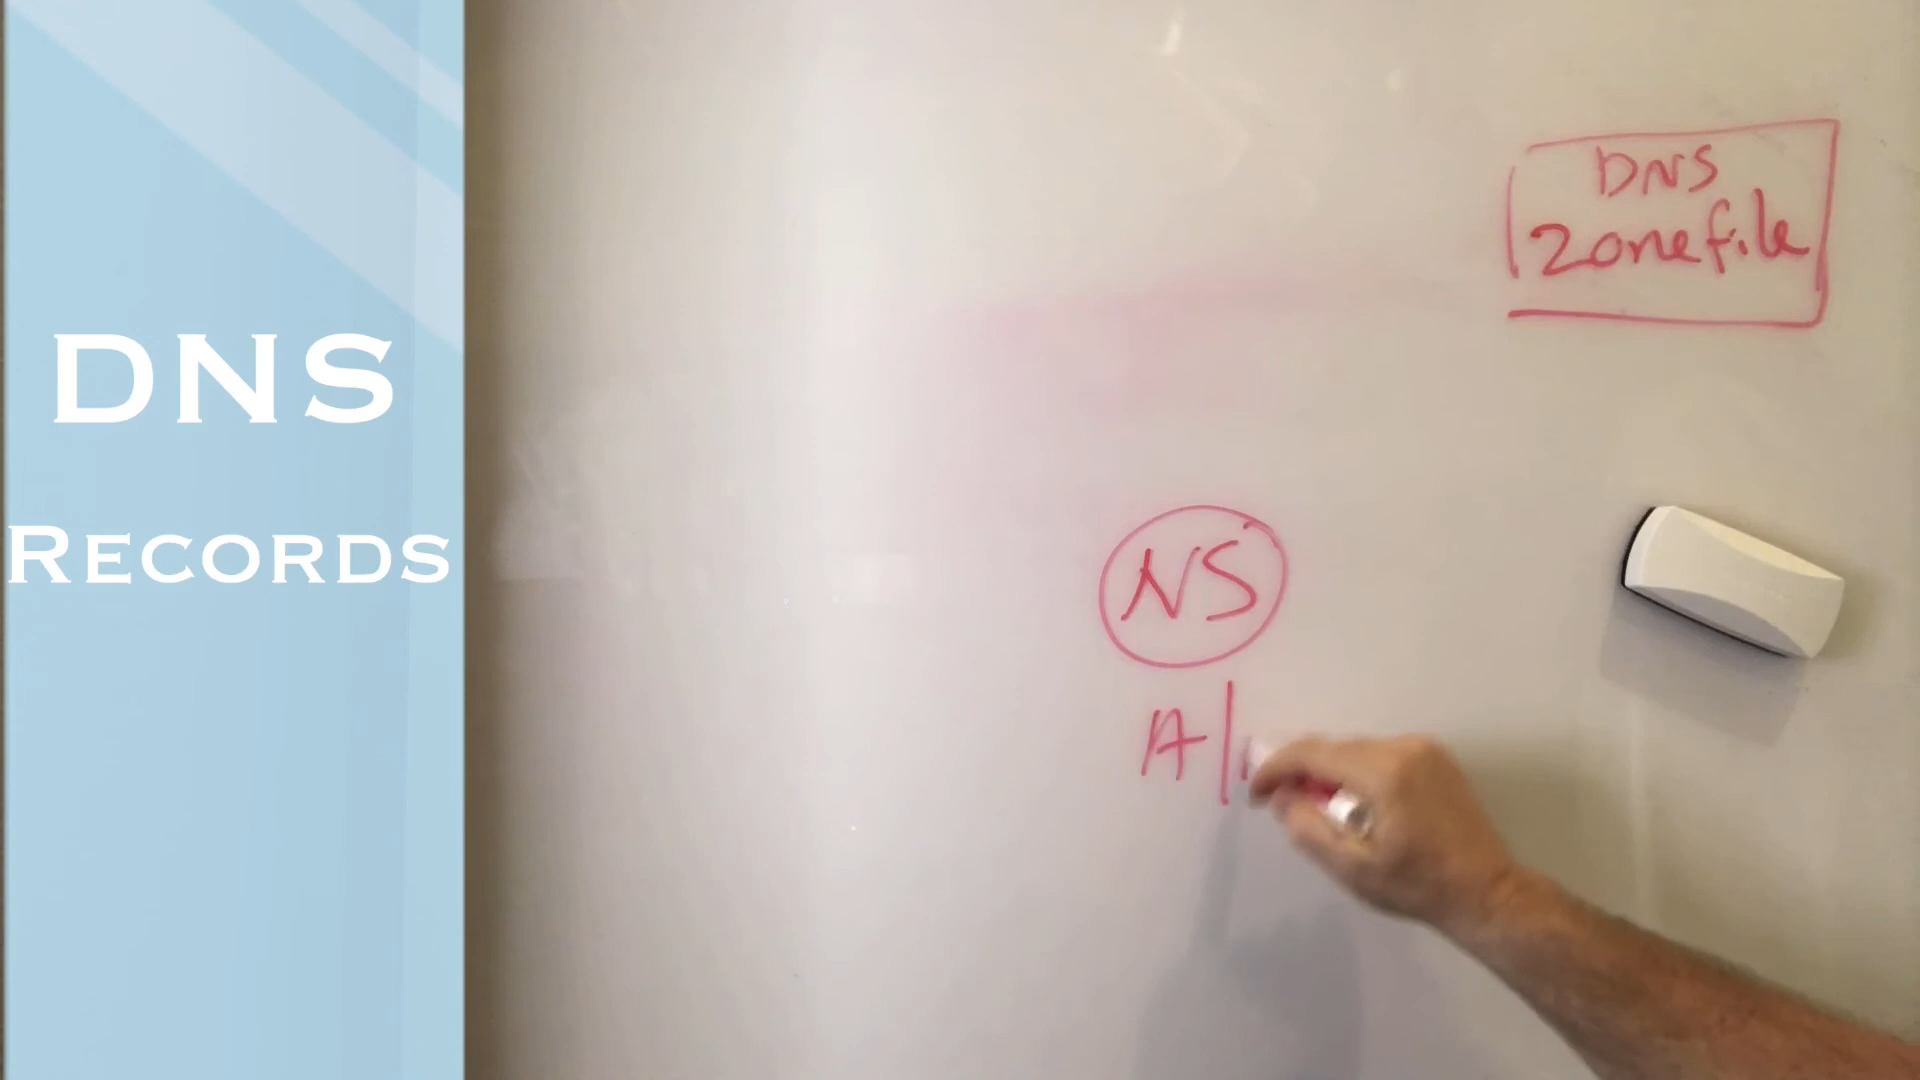 DNS
RECORDS
DNS
Zonefile
NS
A|